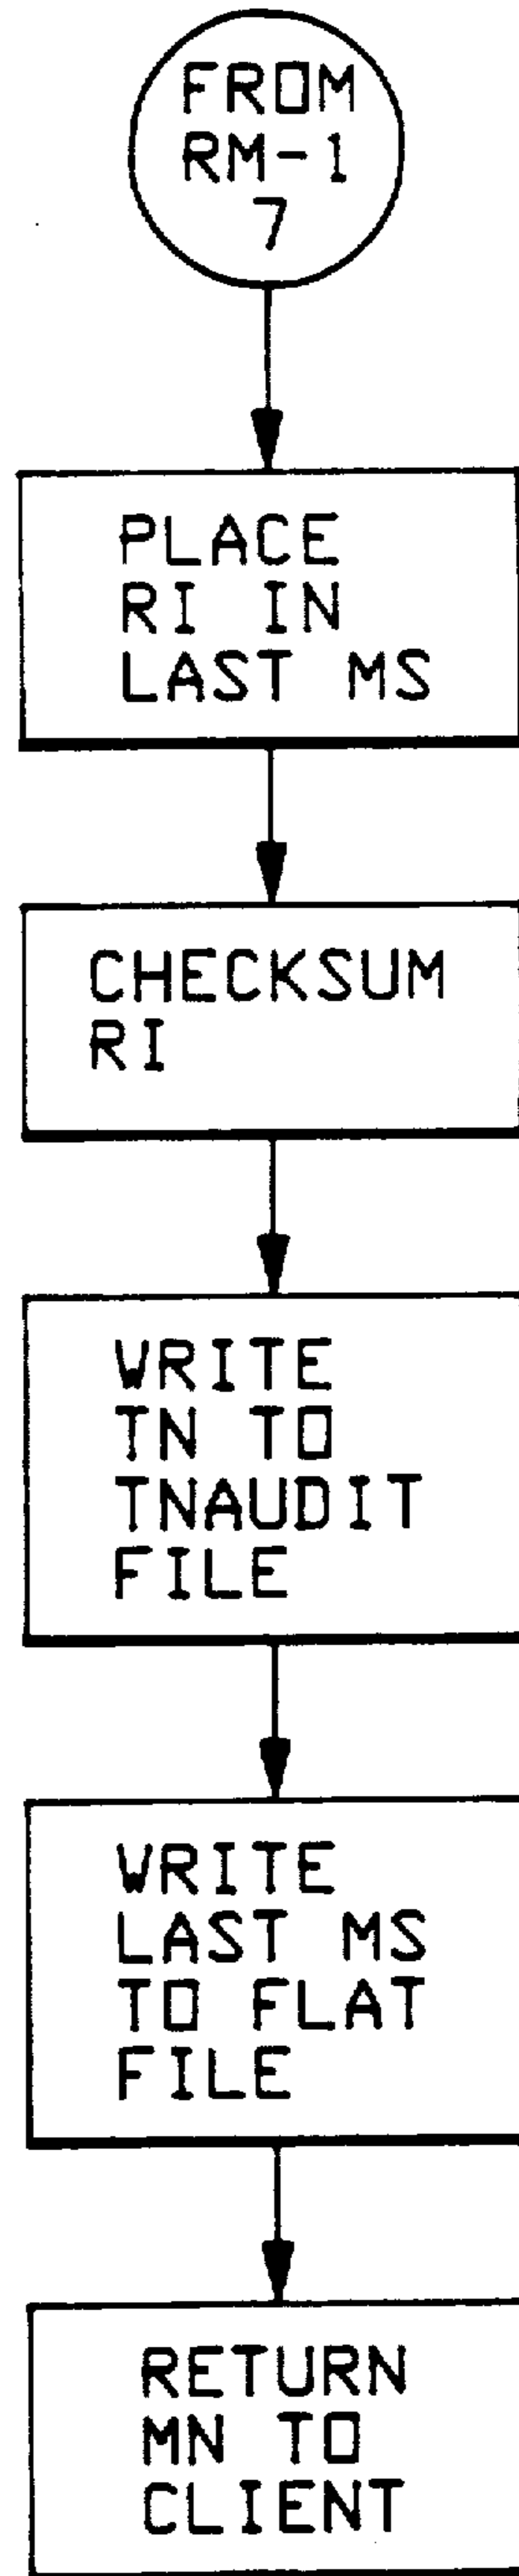 FROM
RM-1
7
PLACE
RI IN
LAST MS
CHECKSUM
RI
WRITE
TN TO
TNAUDIT
FILE
WRITE
LAST MS
TO FLAT
FILE
RETURN
MN TO
CLIENT